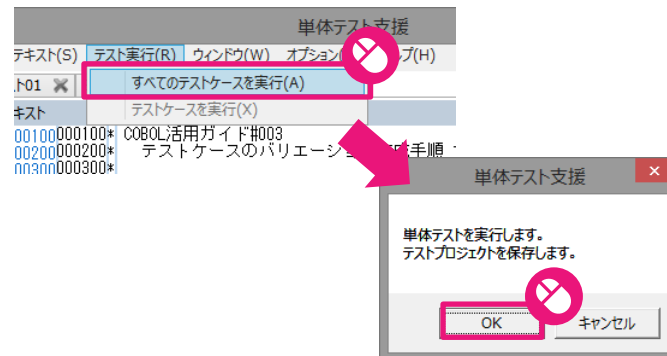 単体テスト支援
テキスト(S) テスト実行(R) ウィンドウ(W) オプション プ(H)
ト01
すべてのテストケースを実行(A)
キスト
テストケースを実行(X)
00100000100* COBOL活用ガイド#003
00200000200* テストケースのバリエーショ 成手順
00300000300*
単体テスト支援
単体テストを実行します。
テストプロジェクトを保存します。
OK キャンセル